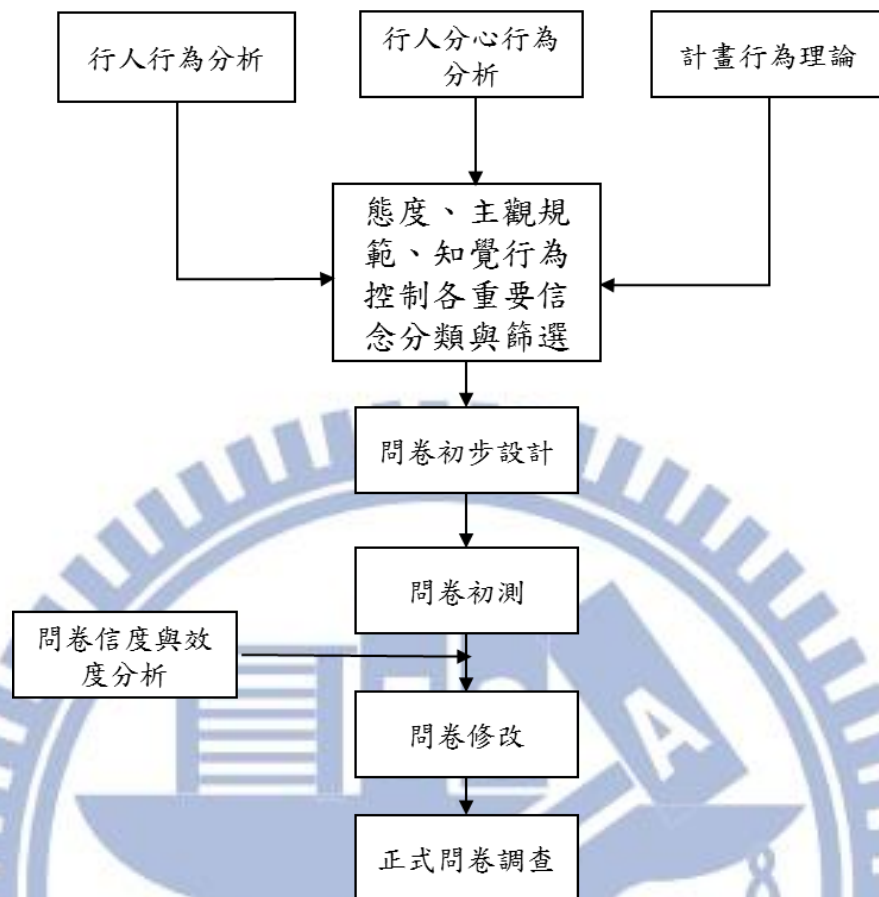 行人行為分析
行人分心行為
分析
計畫行為理論
態度、主觀規
範、知覺行為
控制各重要信
念分類與篩選
問卷初步設計
問卷初測
問卷信度與效
度分析
問卷修改
A
正式問卷調查
8